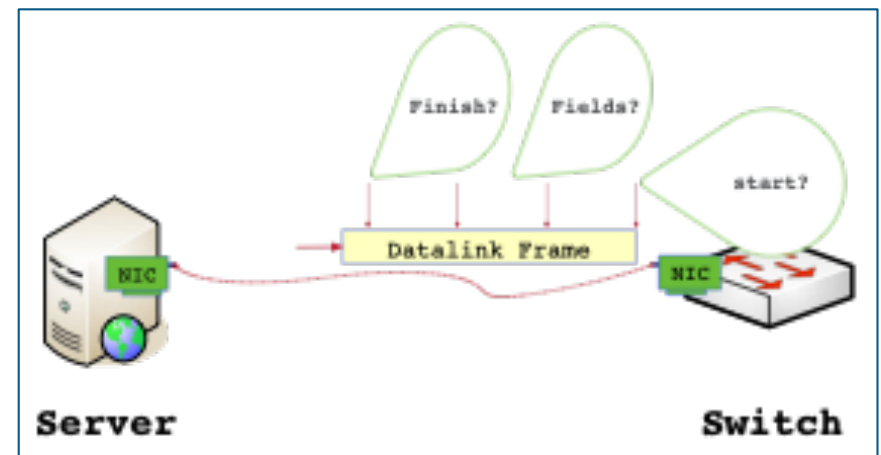 Finish?
Fields?
start?
Datalink Frame
NIC
NIC
Server
Switch